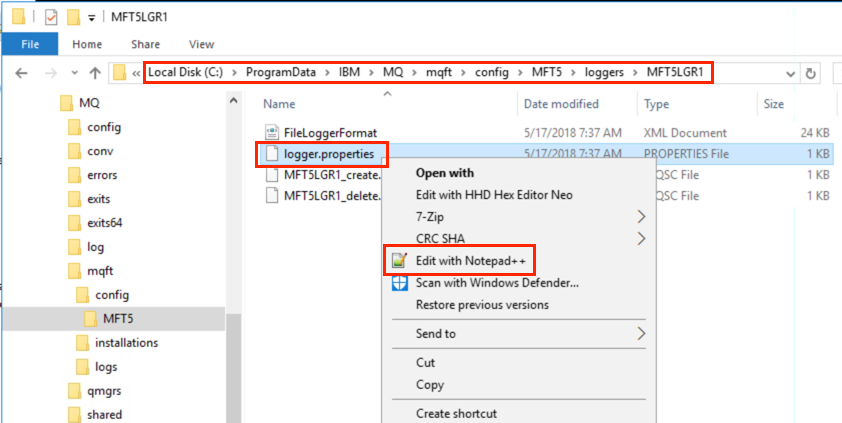 MFT5LGR1
File Home Share View
« Local Disk (C:) > ProgramData > IBM > MQ > mqft > config > MFT5 > loggers > MFT5LGR1
Name Date modified Type Size
MQ
config
conv
errors
exits
exits64
log
mqft
config
MFT5
installations
logs
qmgrs
shared
FileLoggerFormat 5/17/2018 7:37 AM XML Document 24 KB
logger.properties 5/17/2018 7:37 AM PROPERTIES File 1 KB
MFT5LGR1_create. QSC File 1 KB
MFT5LGR1_delete. QSC File 1 KB
Open with
Edit with HHD Hex Editor Neo
7-Zip
CRC SHA
Edit with Notepad++
Scan with Windows Defender...
Restore previous versions
Send to
Cut
Copy
Create shortcut